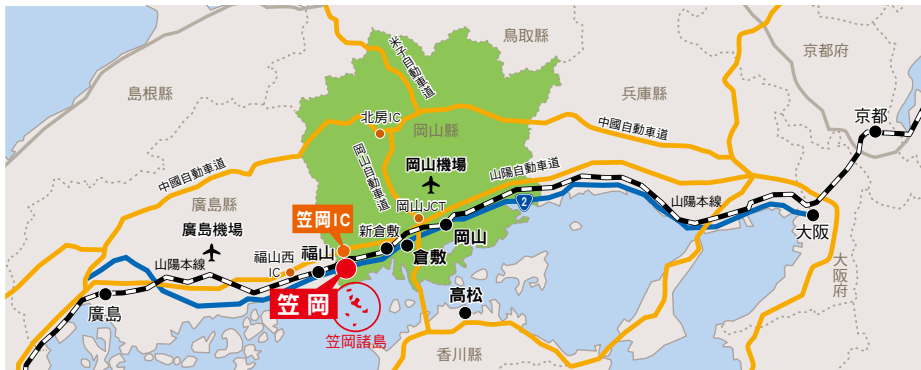 鳥取縣
京都府
米子自動車道
島根縣
兵庫縣
京都
北房IC
岡山縣
中國自動車道
岡山自動車道
岡山機場
山陽自動車道
中國自動車道
廣島縣
岡山JCT
2
山陽本線
笠岡IC
新倉敷
岡山
大阪
廣島機場
福山西
IC
福山
倉敷
山陽本線
大阪府
廣島
笠岡
高松
笠岡諸島
香川縣